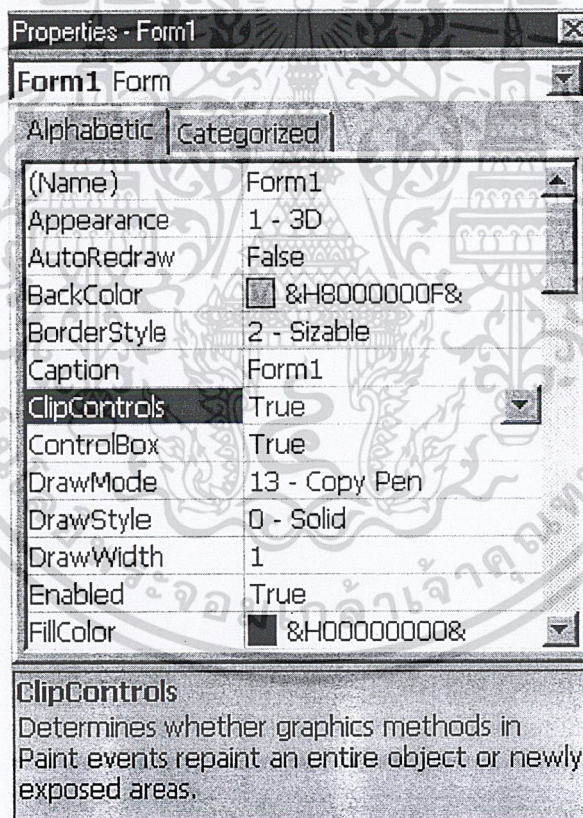 Properties - Form1
Form1 Form
Alphabetic Categorized
(Name) Form1
Appearance 1 - 3D
AutoRedraw False
BackColor &H8000000F&
BorderStyle 2 - Sizable
Caption Form1
ClipControls True
ControlBox True
DrawMode 13 - Copy Pen
DrawStyle 0 - Solid
DrawWidth 1
Enabled True
FillColor &H00000000&
ClipControls
Determines whether graphics methods in
Paint events repaint an entire object or newly
exposed areas.